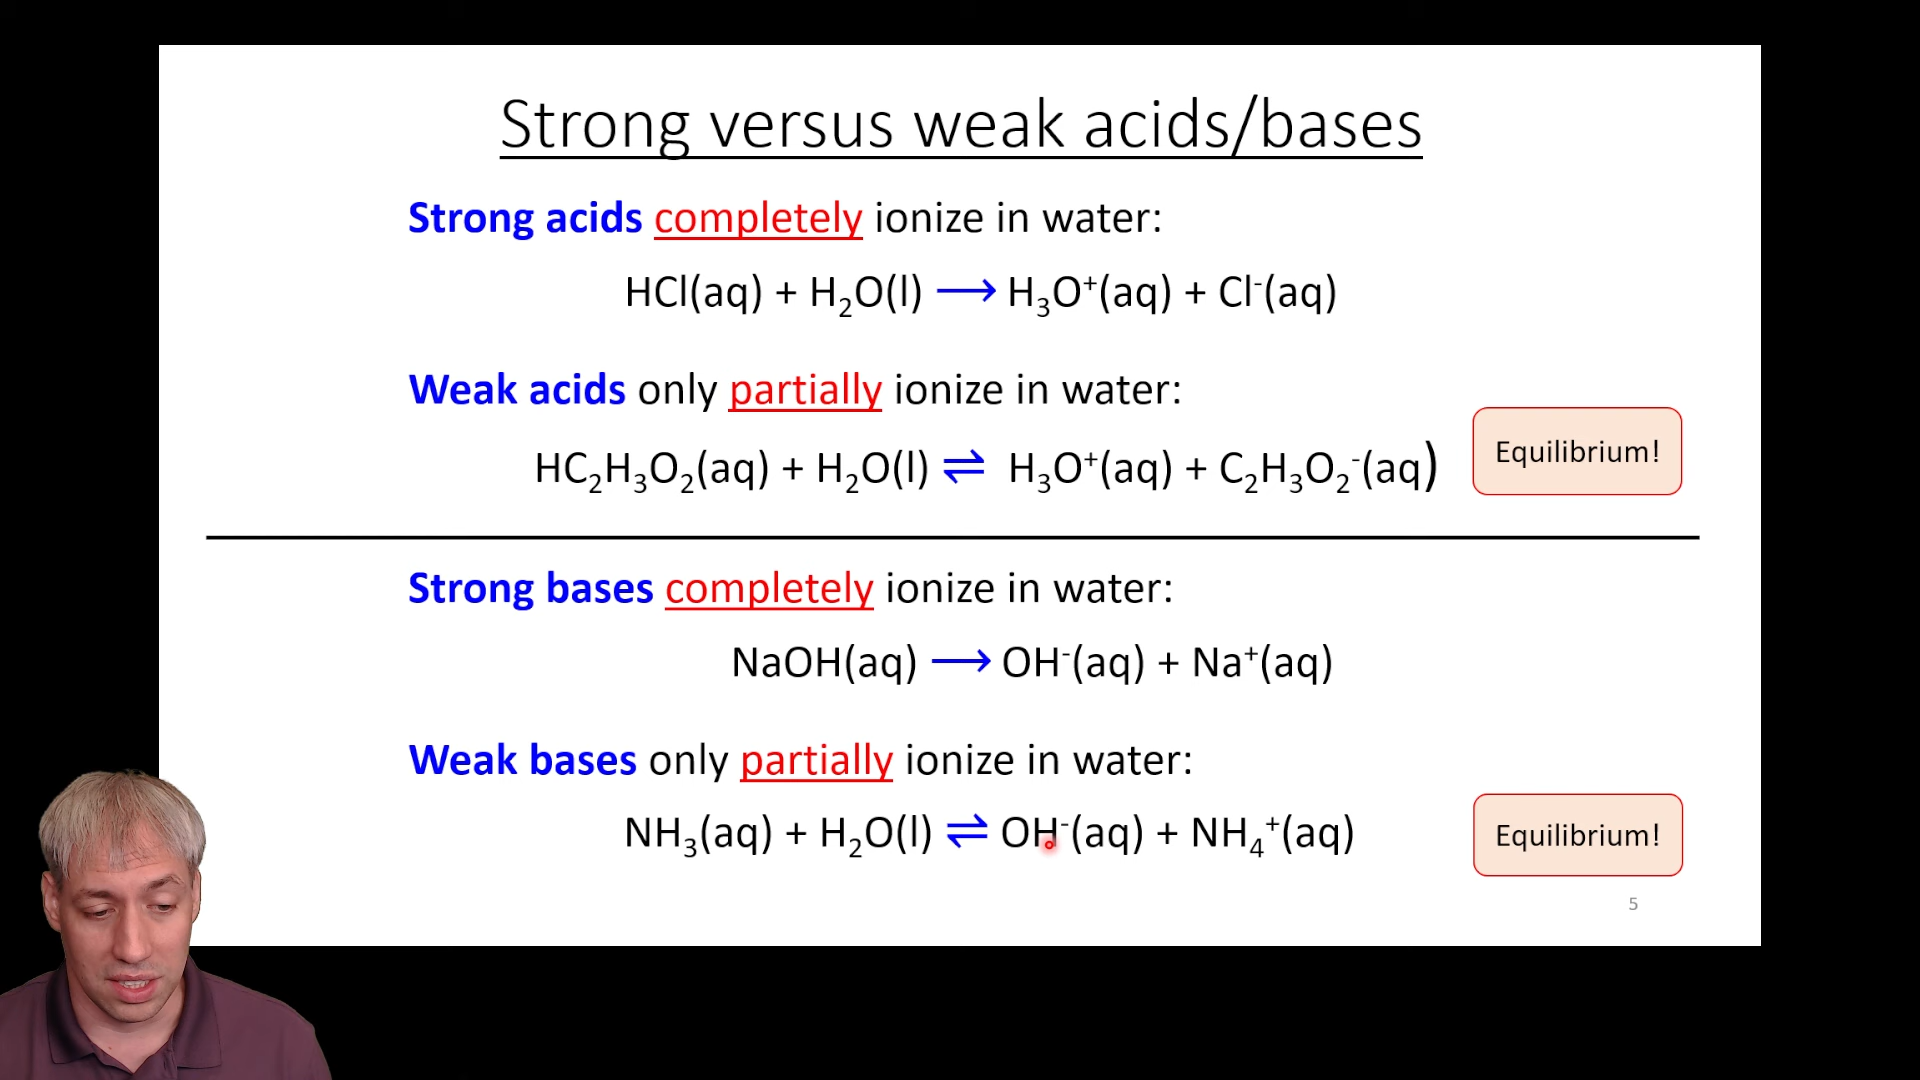 Strong versus weak acids/bases
Strong acids completely ionize in water:
HCl(aq) + H₂O(l) ⟶ H₃O⁺(aq) + Cl⁻(aq)
Weak acids only partially ionize in water:
HC₂H₃O₂(aq) + H₂O(l) ⇌ H₃O⁺(aq) + C₂H₃O₂⁻(aq)
Equilibrium!
Strong bases completely ionize in water:
NaOH(aq) ⟶ OH⁻(aq) + Na⁺(aq)
Weak bases only partially ionize in water:
NH₃(aq) + H₂O(l) ⇌ OH⁻(aq) + NH₄⁺(aq)
Equilibrium!
5